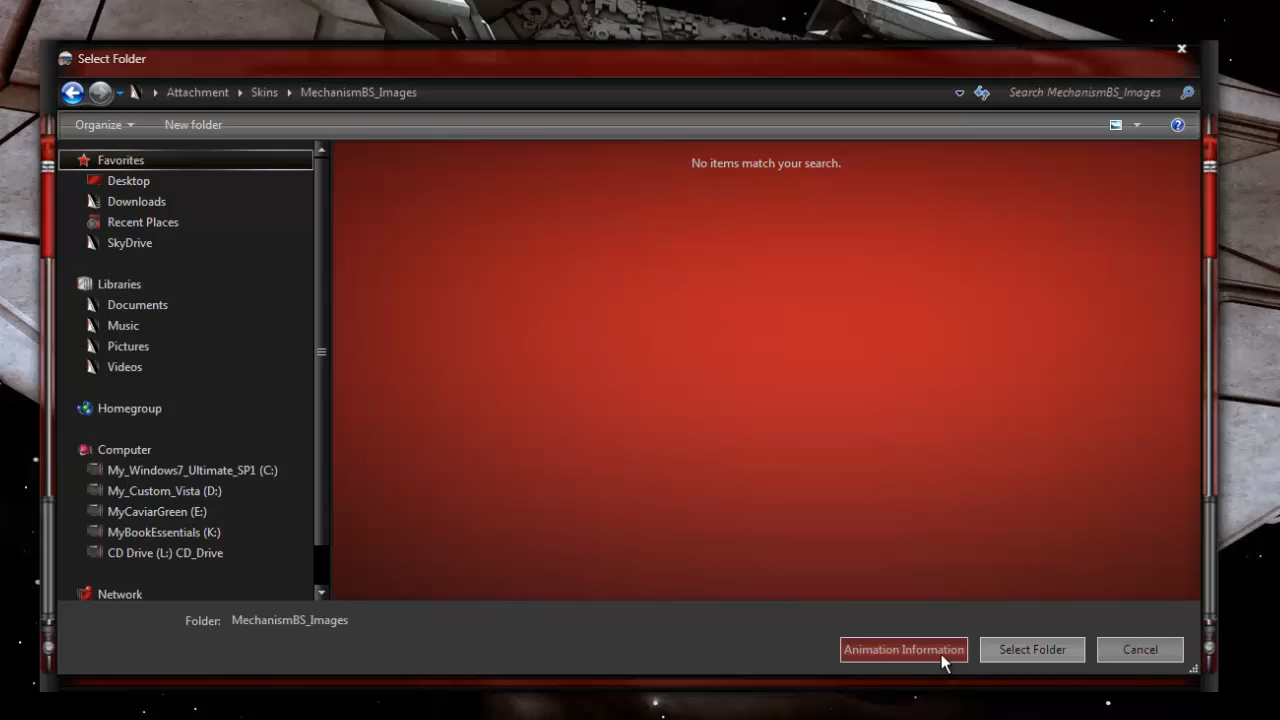 Select Folder
Attachment Skins MechanismBS_Images
Search MechanismBS_Images
Organize New folder
Favorites
No items match your search.
Desktop
Downloads
Recent Places
SkyDrive
Libraries
Documents
Music
Pictures
Videos
Homegroup
Computer
My_Windows7_Ultimate_SP1 (C:)
My_Custom_Vista (D:)
MyCaviarGreen (E:)
MyBookEssentials (K:)
CD Drive (L:) CD_Drive
Network
Folder: MechanismBS_Images
Animation Information Select Folder Cancel